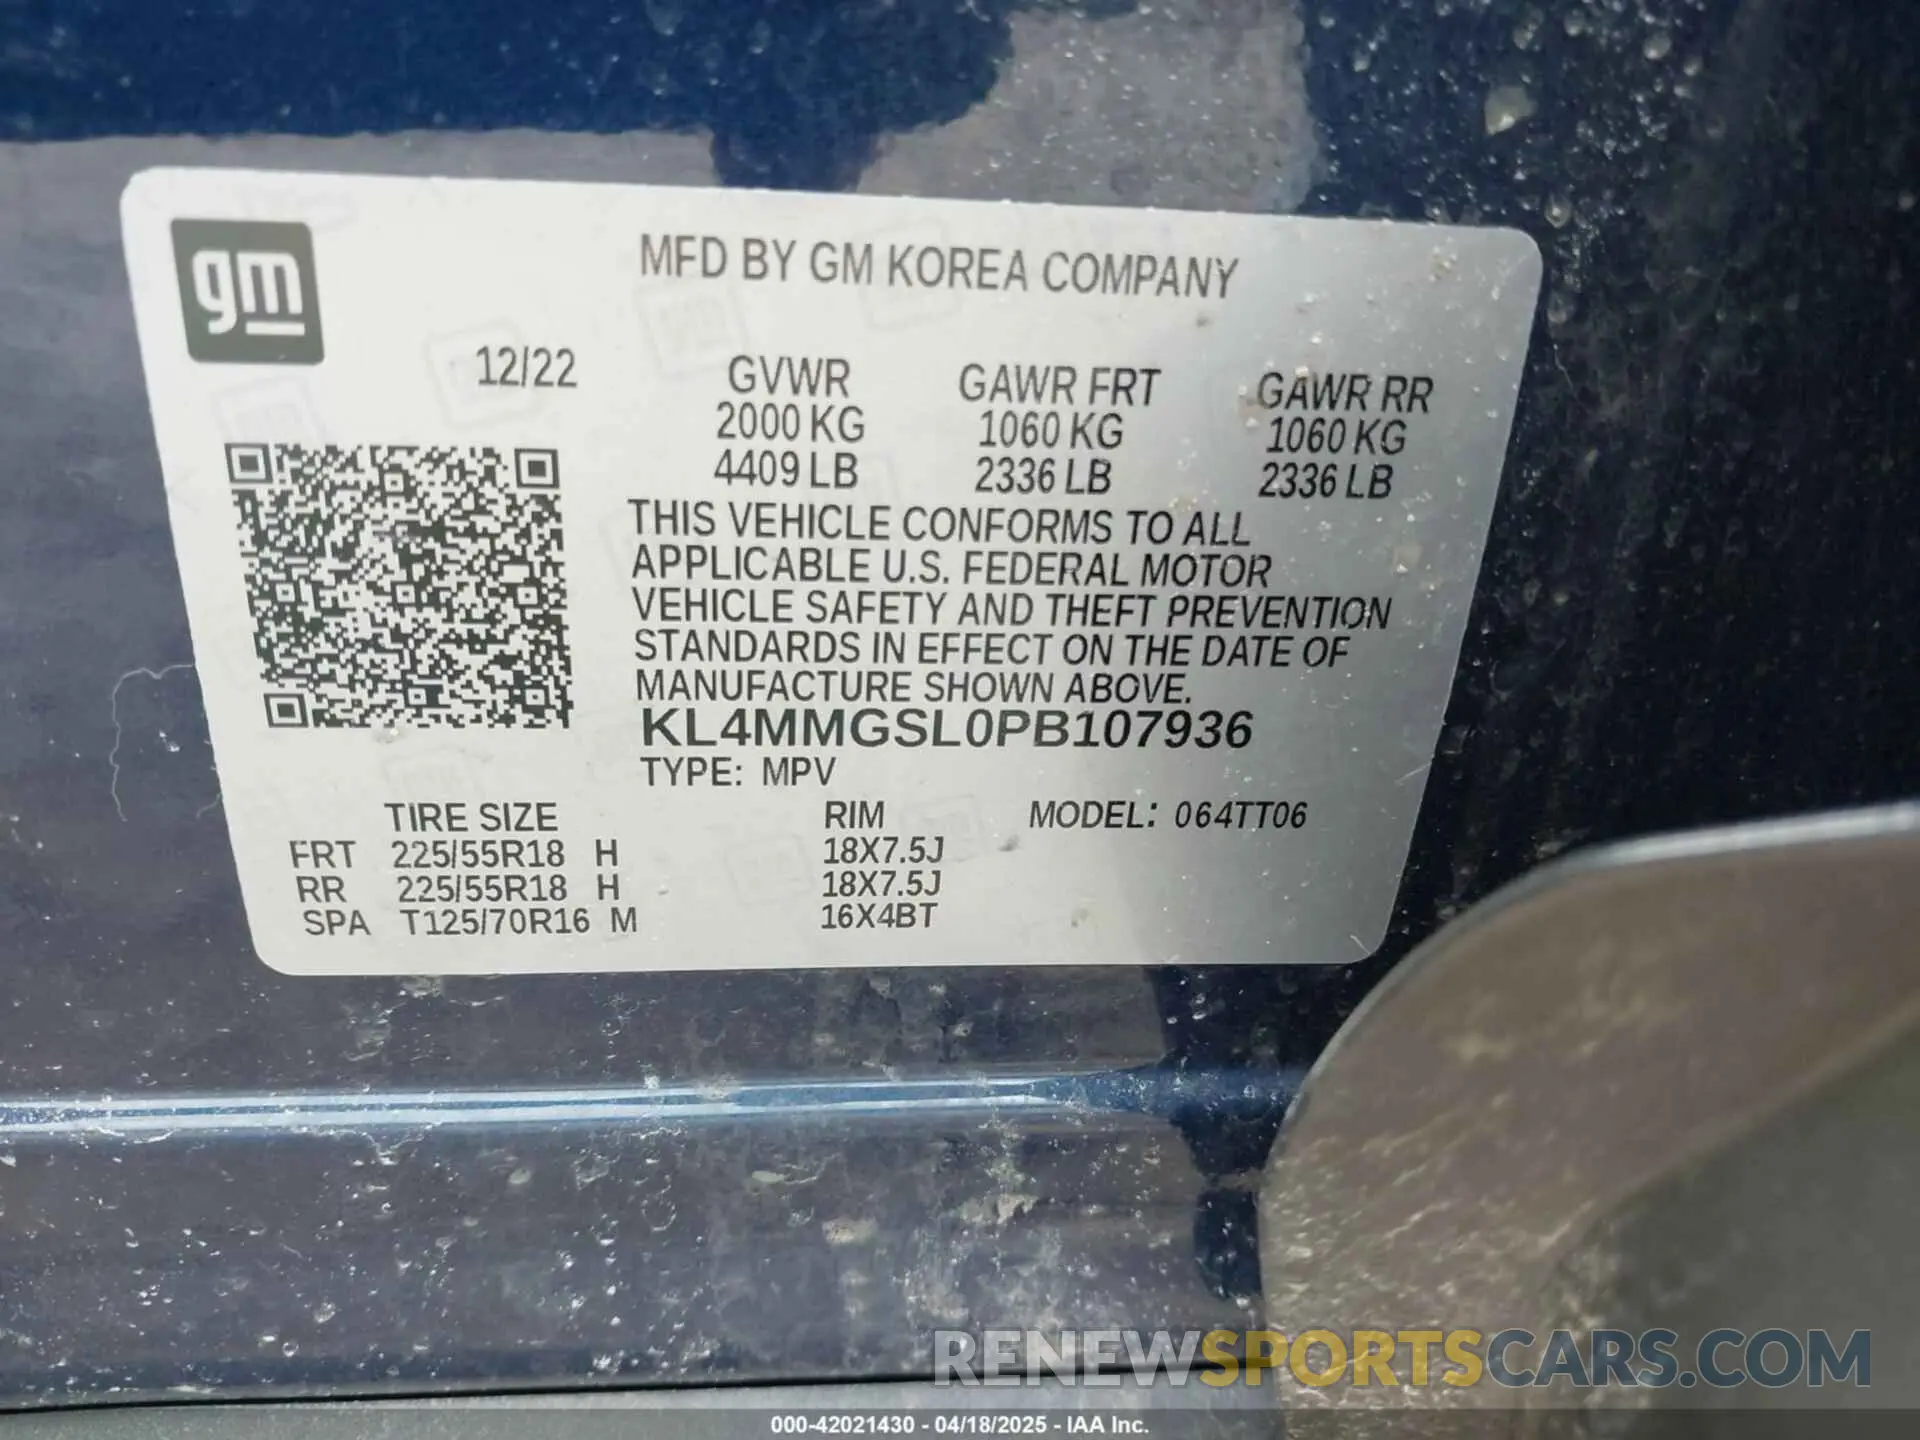 gm
MFD BY GM KOREA COMPANY
12/22
GVWR GAWR FRT GAWR RR
2000 KG 1060 KG 1060 KG
4409 LB 2336 LB 2336 LB
THIS VEHICLE CONFORMS TO ALL
APPLICABLE U.S. FEDERAL MOTOR
VEHICLE SAFETY AND THEFT PREVENTION
STANDARDS IN EFFECT ON THE DATE OF
MANUFACTURE SHOWN ABOVE.
KL4MMGSL0PB107936
TYPE: MPV
TIRE SIZE RIM MODEL: 064TT06
FRT 225/55R18 H 18X7.5J
RR 225/55R18 H 18X7.5J
SPA T125/70R16 M 16X4BT
RENEWSPORTSCARS.COM
000-42021430 - 04/18/2025 - IAA Inc.